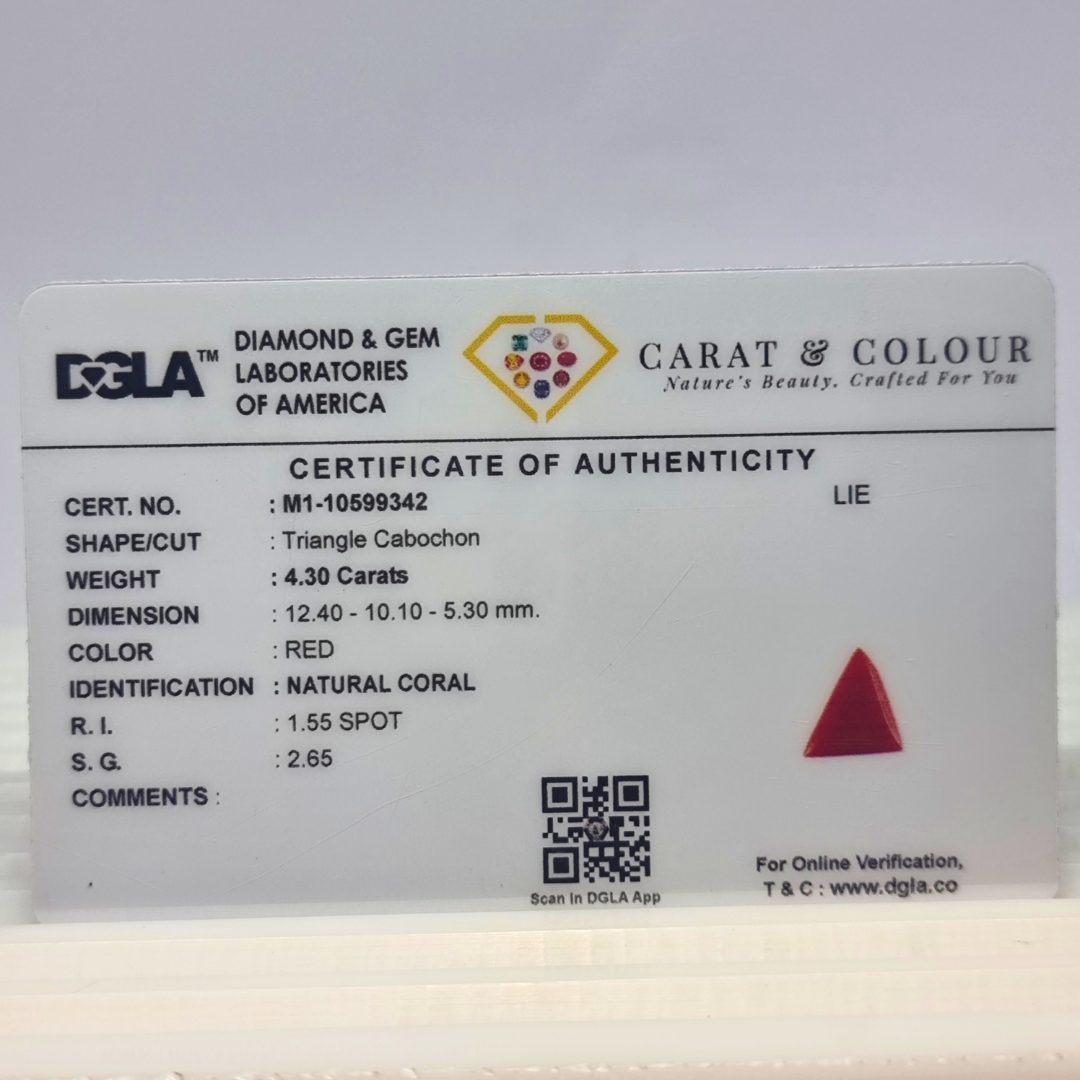 DGLA™
DIAMOND & GEM
LABORATORIES
OF AMERICA
CARAT & COLOUR
Nature's Beauty. Crafted For You
CERTIFICATE OF AUTHENTICITY
CERT. NO. : M1-10599342
LIE
SHAPE/CUT : Triangle Cabochon
WEIGHT : 4.30 Carats
DIMENSION : 12.40 - 10.10 - 5.30 mm.
COLOR : RED
IDENTIFICATION : NATURAL CORAL
R. I. : 1.55 SPOT
S. G. : 2.65
COMMENTS :
Scan In DGLA App
For Online Verification,
T & C : www.dgla.co